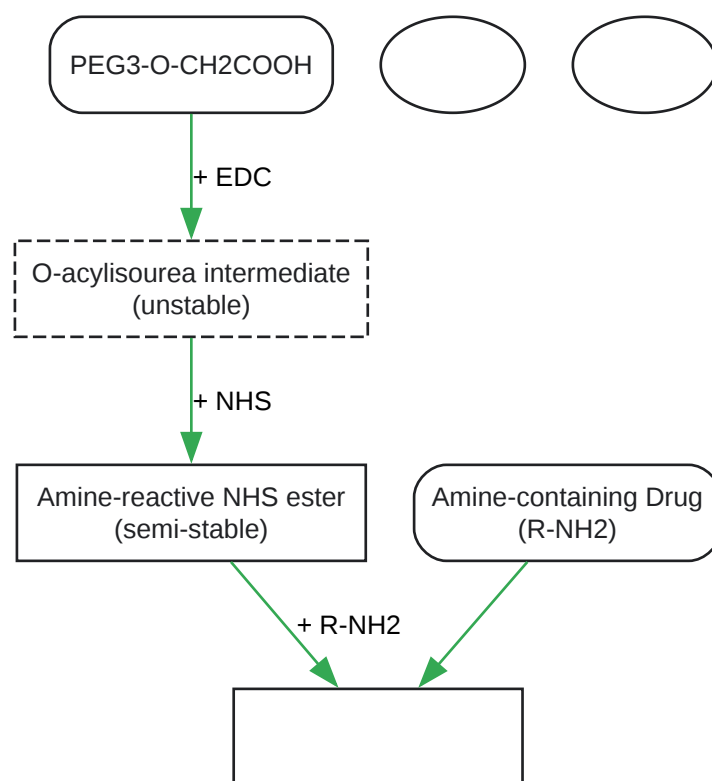 PEG3-O-CH2COOH
+ EDC
O-acylisourea intermediate
(unstable)
+ NHS
Amine-reactive NHS ester
(semi-stable)
Amine-containing Drug
(R-NH2)
+ R-NH2